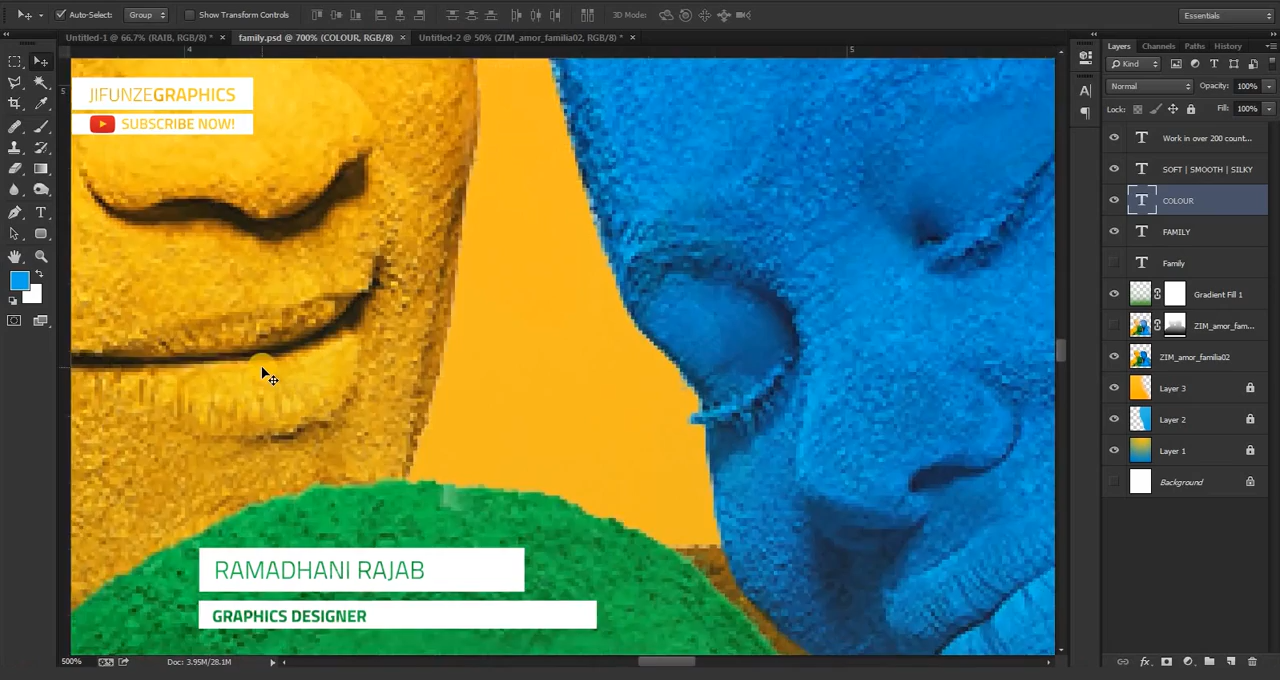 Auto-Select:
Group
Show Transform Controls
3D Mode:
Essentials
Untitled-1 @ 66.7% (RAIB, RGB/8) * ×
family.psd @ 700% (COLOUR, RGB/8) ×
Untitled-2 @ 50% (ZIM_amor_familia02, RGB/8) * ×
4
5
5
JIFUNZEGRAPHICS
SUBSCRIBE NOW!
RAMADHANI RAJAB
GRAPHICS DESIGNER
500%
Doc: 3.95M/28.1M
Layers
Channels
Paths
History
Kind
Normal
Opacity: 100%
Lock:
Fill: 100%
Work in over 200 count...
SOFT | SMOOTH | SILKY
COLOUR
FAMILY
Family
Gradient Fill 1
ZIM_amor_fam...
ZIM_amor_familia02
Layer 3
Layer 2
Layer 1
Background